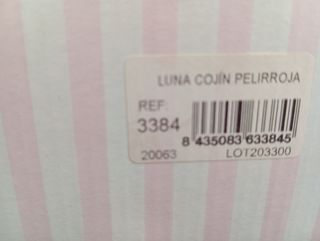 LUNA COJÍN PELIRROJA
REF:
3384
8 435083 633845
20063 LOT203300